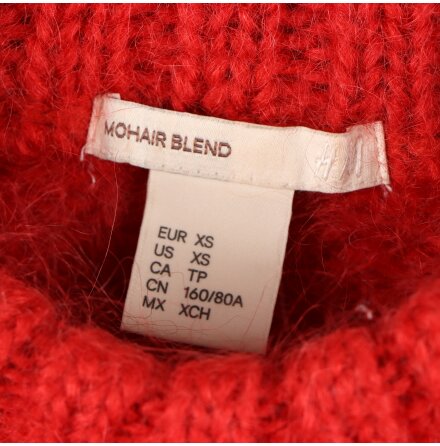 MOHAIR BLEND
H&M
EUR XS
US XS
CA TP
CN 160/80A
MX XCH